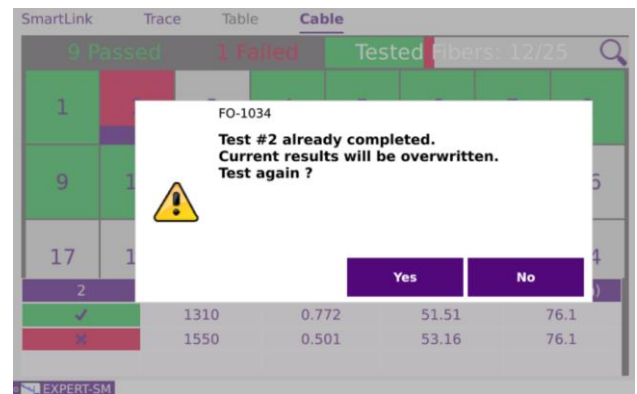 SmartLink Trace Table Cable
9 Passed 1 Failed Tested Fibers: 12/25
1
FO-1034
Test #2 already completed.
Current results will be overwritten.
Test again ?
9
Yes No
17
2
1310 0.772 51.51 76.1
1550 0.501 53.16 76.1
EXPERT-SM